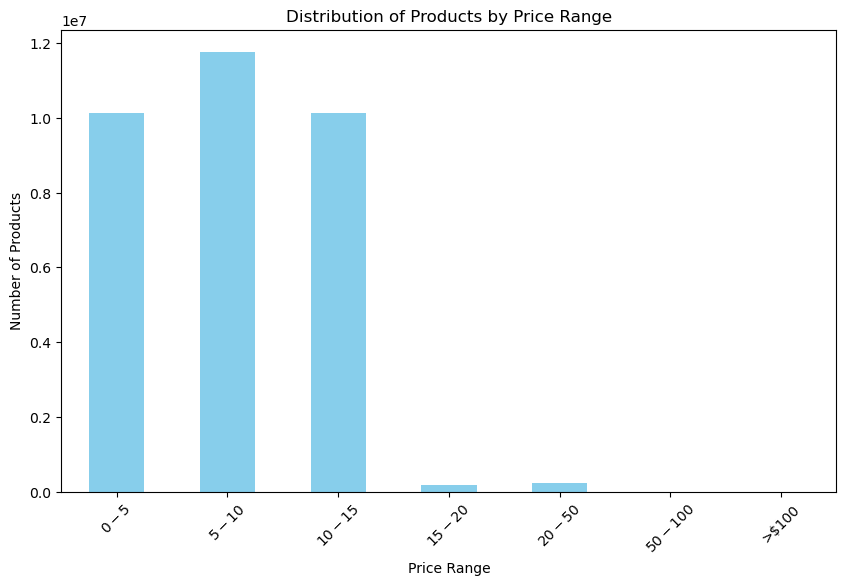 Distribution of Products by Price Range
1e7
Number of Products
1.2
1.0
0.8
0.6
0.4
0.2
0.0
0 − 5
5 − 10
10 − 15
15 − 20
20 − 50
50 − 100
>$100
Price Range